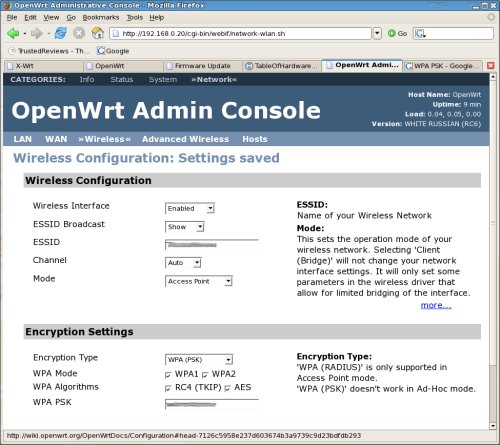 OpenWrt Administrative Console - Mozilla Firefox
File Edit View Go Bookmarks Tools Help
http://192.168.0.20/cgi-bin/webif/network-wlan.sh Go
TrustedReviews - Th... Google
X-Wrt OpenWrt Firmware Update TableOfHardware... OpenWrt Admi... WPA PSK - Google...
CATEGORIES: Info Status System »Network«
OpenWrt Admin Console
Host Name: OpenWrt
Uptime: 9 min
Load: 0.04, 0.05, 0.00
Version: WHITE RUSSIAN (RC6)
LAN WAN »Wireless« Advanced Wireless Hosts
Wireless Configuration: Settings saved
Wireless Configuration
Wireless Interface Enabled
ESSID Broadcast Show
ESSID
Channel Auto
Mode Access Point
ESSID:
Name of your Wireless Network
Mode:
This sets the operation mode of your
wireless network. Selecting 'Client
(Bridge)' will not change your network
interface settings. It will only set some
parameters in the wireless driver that
allow for limited bridging of the interface.
more...
Encryption Settings
Encryption Type WPA (PSK)
WPA Mode WPA1 WPA2
WPA Algorithms RC4 (TKIP) AES
WPA PSK
Encryption Type:
'WPA (RADIUS)' is only supported in
Access Point mode.
'WPA (PSK)' doesn't work in Ad-Hoc mode.
http://wiki.openwrt.org/OpenWrtDocs/Configuration#head-7126c5958e237d603674b3a9739c9d23bdfdb293